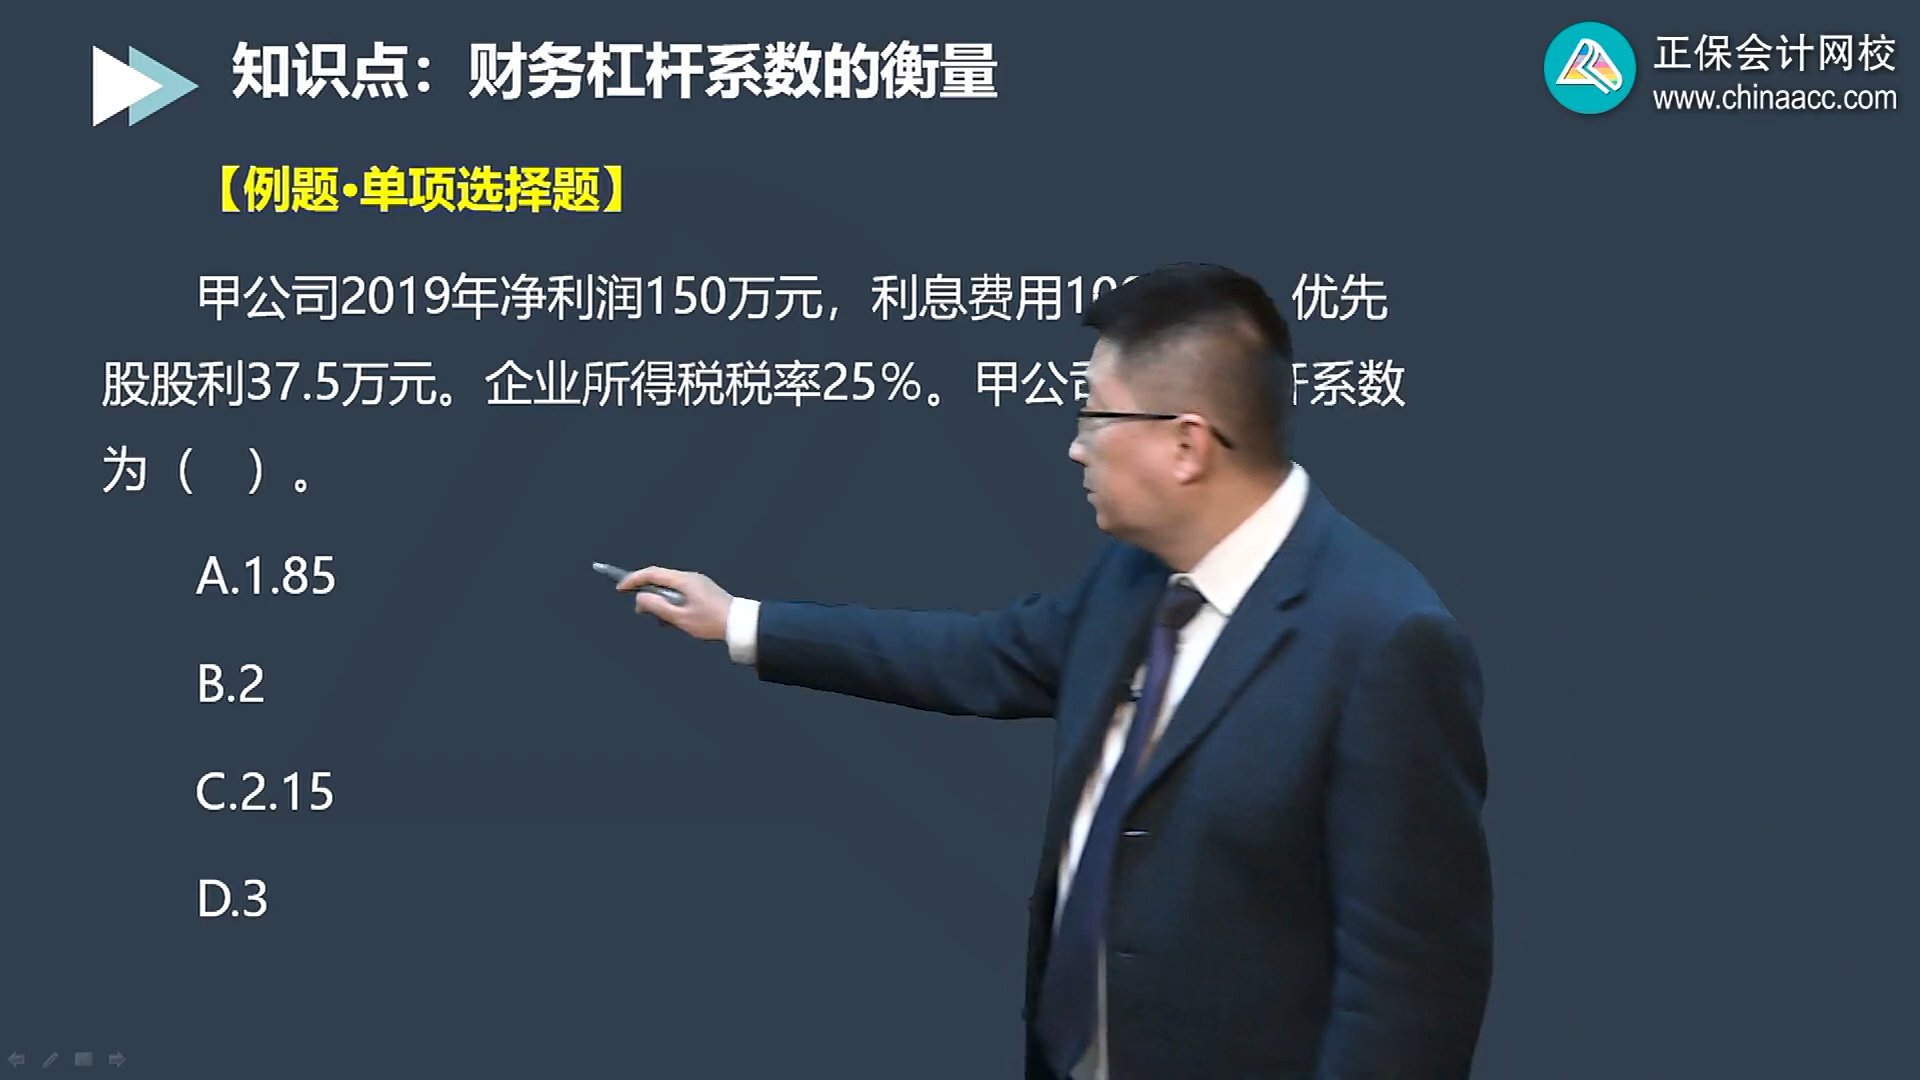 知识点：财务杠杆系数的衡量
正保会计网校
www.chinaacc.com
【例题•单项选择题】
甲公司2019年净利润150万元，利息费用10 优先
股股利37.5万元。企业所得税税率25%。甲公 系数
为（ ）。
A.1.85
B.2
C.2.15
D.3